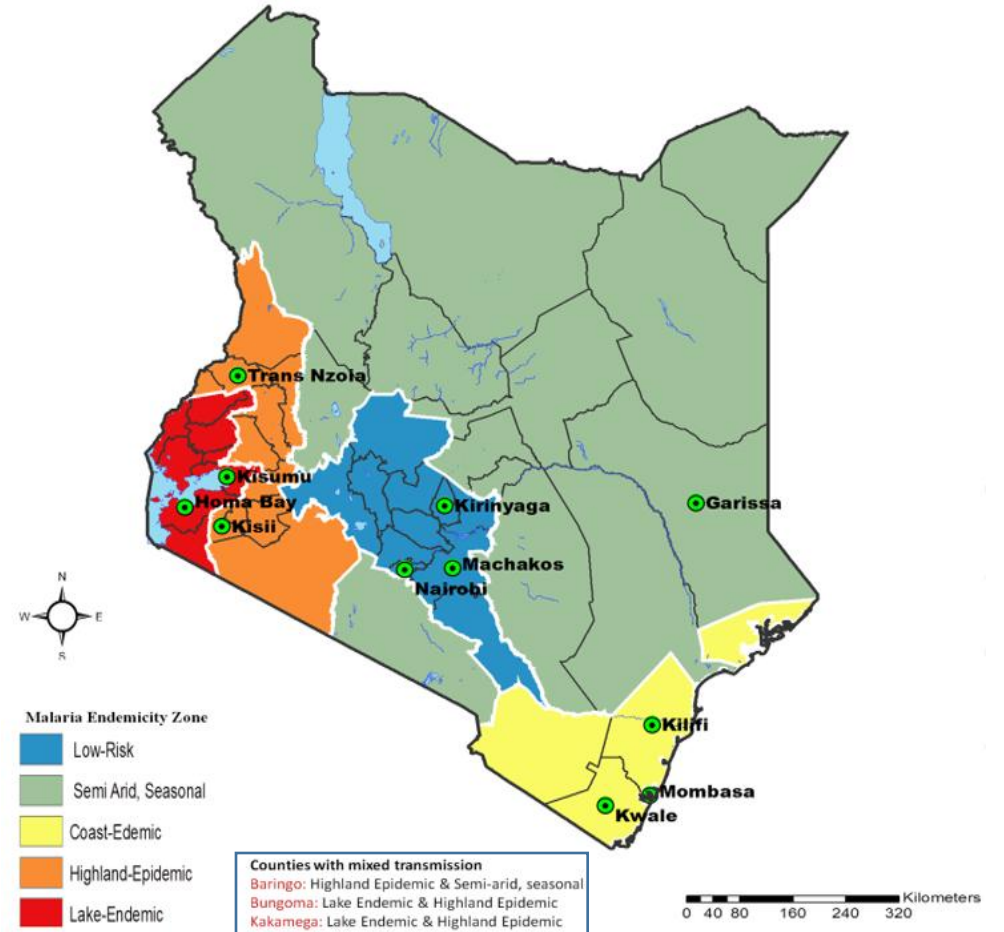 Trans Nzoia
Kisumu
Homa Bay
Kisii
Kirinyaga
Garissa
Machakos
Nairobi
N
W
E
S
Kilifi
Mombasa
Kwale
Malaria Endemicity Zone
Low-Risk
Semi Arid, Seasonal
Coast-Edemic
Highland-Epidemic
Lake-Endemic
Counties with mixed transmission
Baringo: Highland Epidemic & Semi-arid, seasonal
Bungoma: Lake Endemic & Highland Epidemic
Kakamega: Lake Endemic & Highland Epidemic
Kilometers
0 40 80 160 240 320